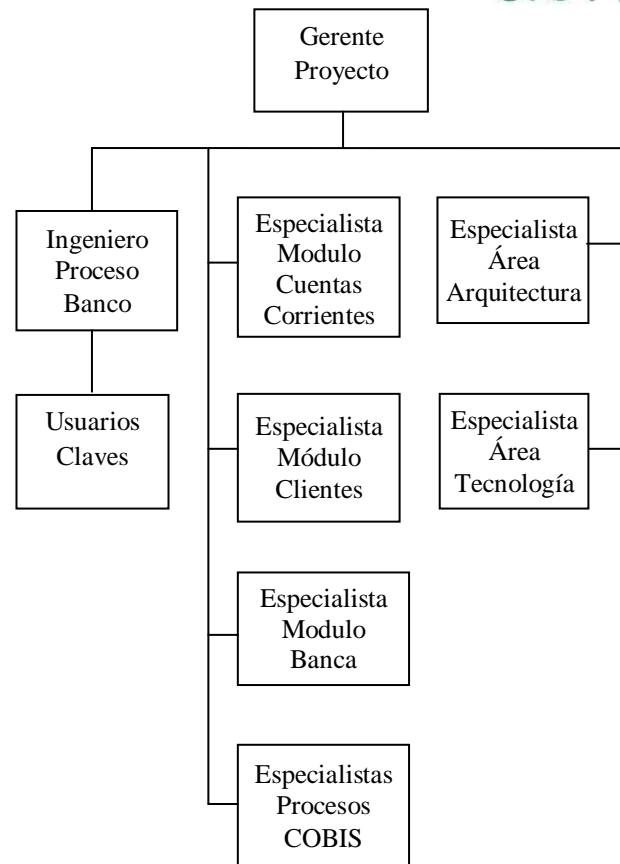 Gerente
Proyecto
Ingeniero
Proceso
Banco
Especialista
Modulo
Cuentas
Corrientes
Especialista
Área
Arquitectura
Usuarios
Claves
Especialista
Módulo
Clientes
Especialista
Área
Tecnología
Especialista
Modulo
Banca
Especialistas
Procesos
COBIS